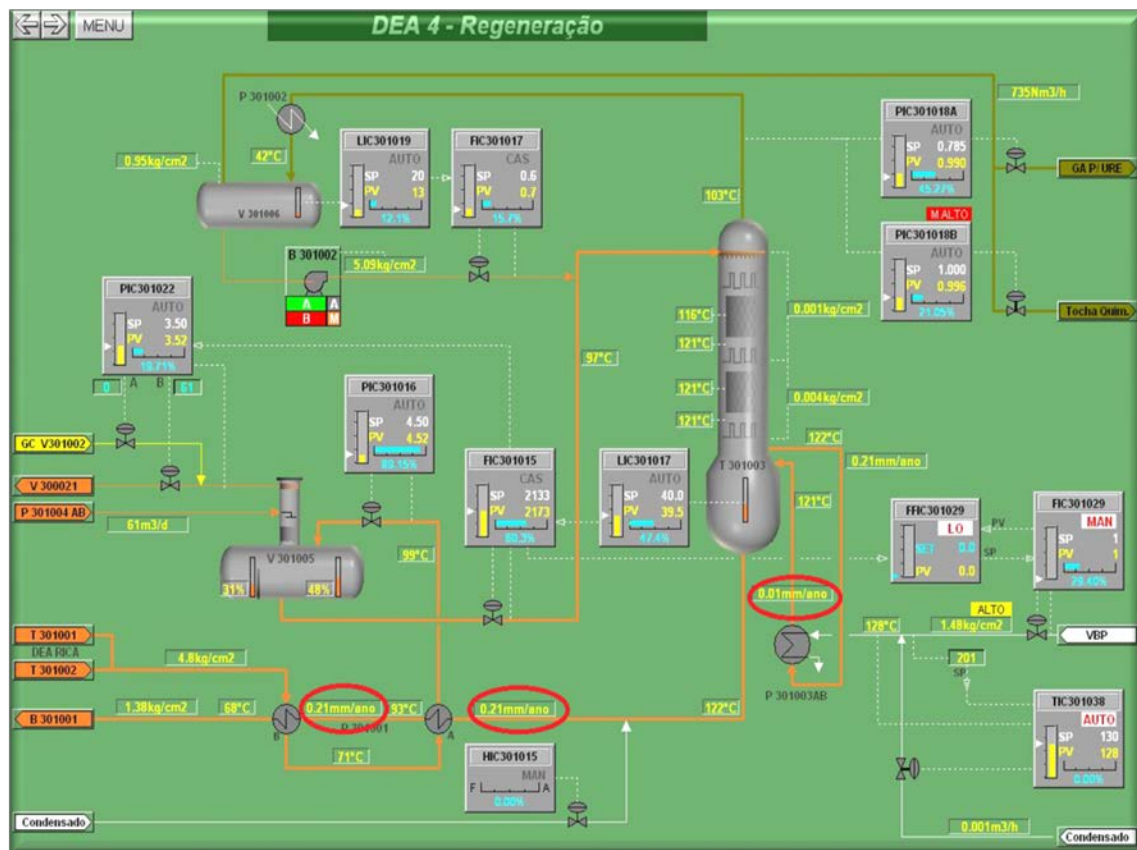 MENU
DEA 4 - Regeneração
P 301002
735Nm3/h
0.95kg/cm2
42°C
V 301006
LIC301019
AUTO
SP 20
PV 13
12.1%
FIC301017
CAS
SP 0.6
PV 0.7
15.7%
103°C
PIC301018A
AUTO
SP 0.785
PV 0.990
45.27%
GA P/ URE
M.ALTO
PIC301018B
AUTO
SP 1.000
PV 0.996
21.05%
Tocha Quim.
B 301002
A A
B M
5.09kg/cm2
PIC301022
AUTO
SP 3.50
PV 3.52
19.71%
0 A B 61
116°C
121°C
121°C
121°C
0.001kg/cm2
0.004kg/cm2
97°C
PIC301016
AUTO
SP 4.50
PV 4.52
GC V301002
V 300021
P 301004 AB
61m3/d
V 301005
31%
48%
99°C
FIC301015
CAS
SP 2133
PV 2173
60.3%
LIC301017
AUTO
SP 40.0
PV 39.5
47.4%
T 301003
122°C
0.21mm/ano
121°C
FFIC301029
LO
SET 0.0
PV 0.0
PV
SP
FIC301029
MAN
SP 1
PV 1
0.01mm/ano
ALTO
128°C
1.48kg/cm2
VBP
201
SP
P 301003AB
T 301001
DEA RICA
T 301002
4.8kg/cm2
B 301001
1.38kg/cm2
68°C
0.21mm/ano
93°C
0.21mm/ano
122°C
B
A
71°C
HIC301015
MAN
F A
0.00%
TIC301038
AUTO
SP 130
PV 128
0.00%
Condensado
0.001m3/h
Condensado